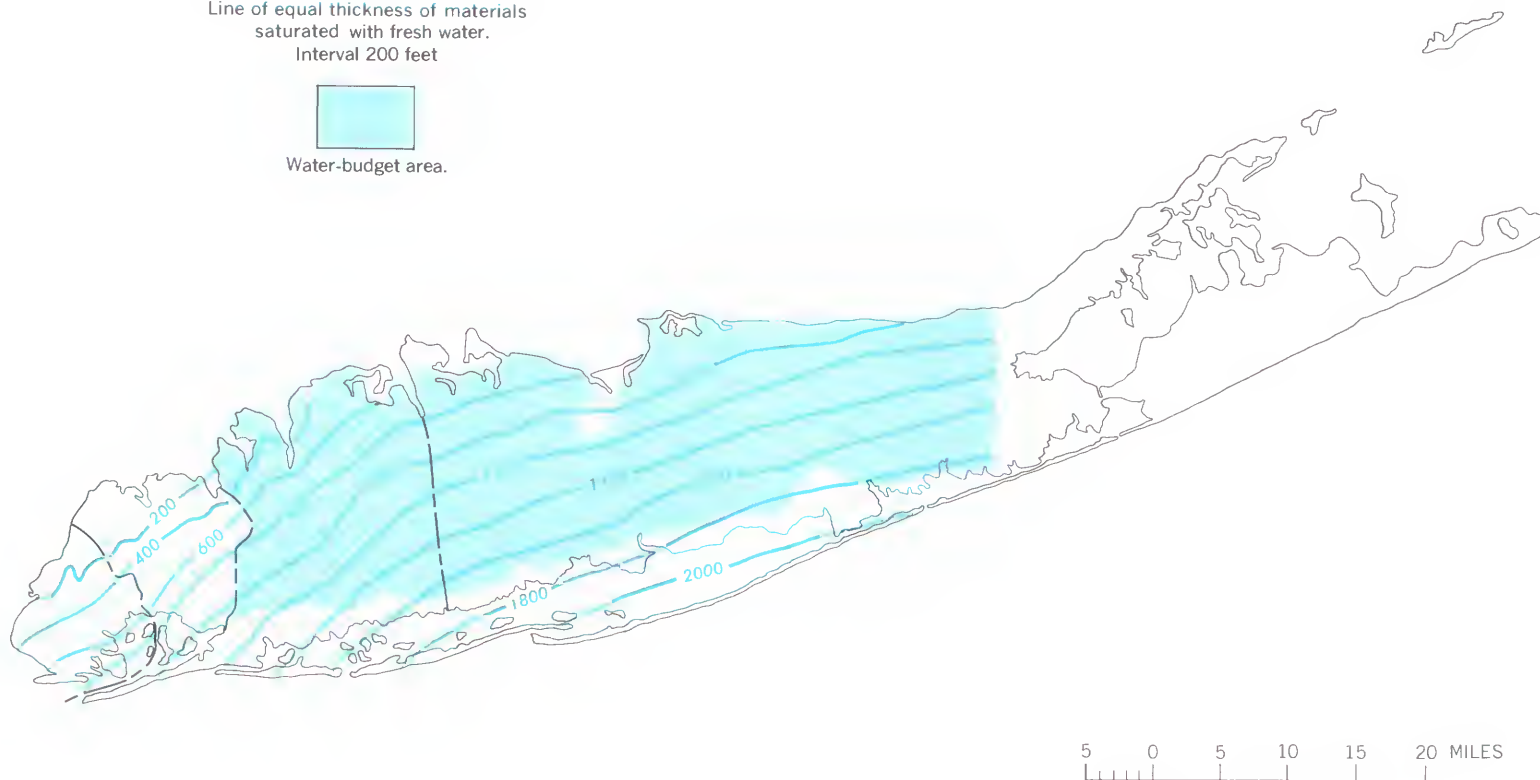 Line of equal thickness of materials
saturated with fresh water.
Interval 200 feet
Water-budget area.
200
400
600
1800
2000
5 0 5 10 15 20 MILES